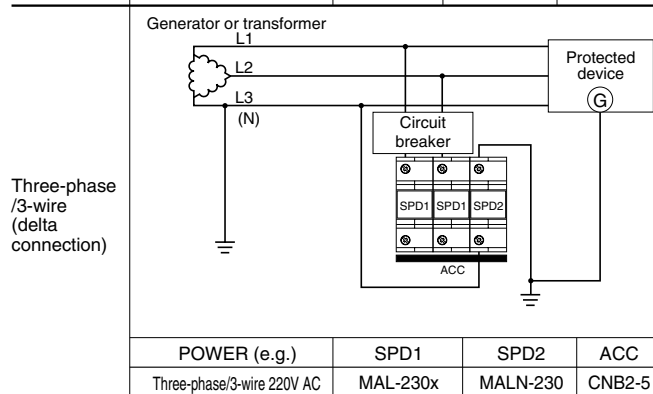 Generator or transformer
L1
L2
L3
(N)
Protected
device
G
Circuit
breaker
SPD1 SPD1 SPD2
ACC
Three-phase
/3-wire
(delta
connection)
POWER (e.g.) SPD1 SPD2 ACC
Three-phase/3-wire 220V AC MAL-230x MALN-230 CNB2-5